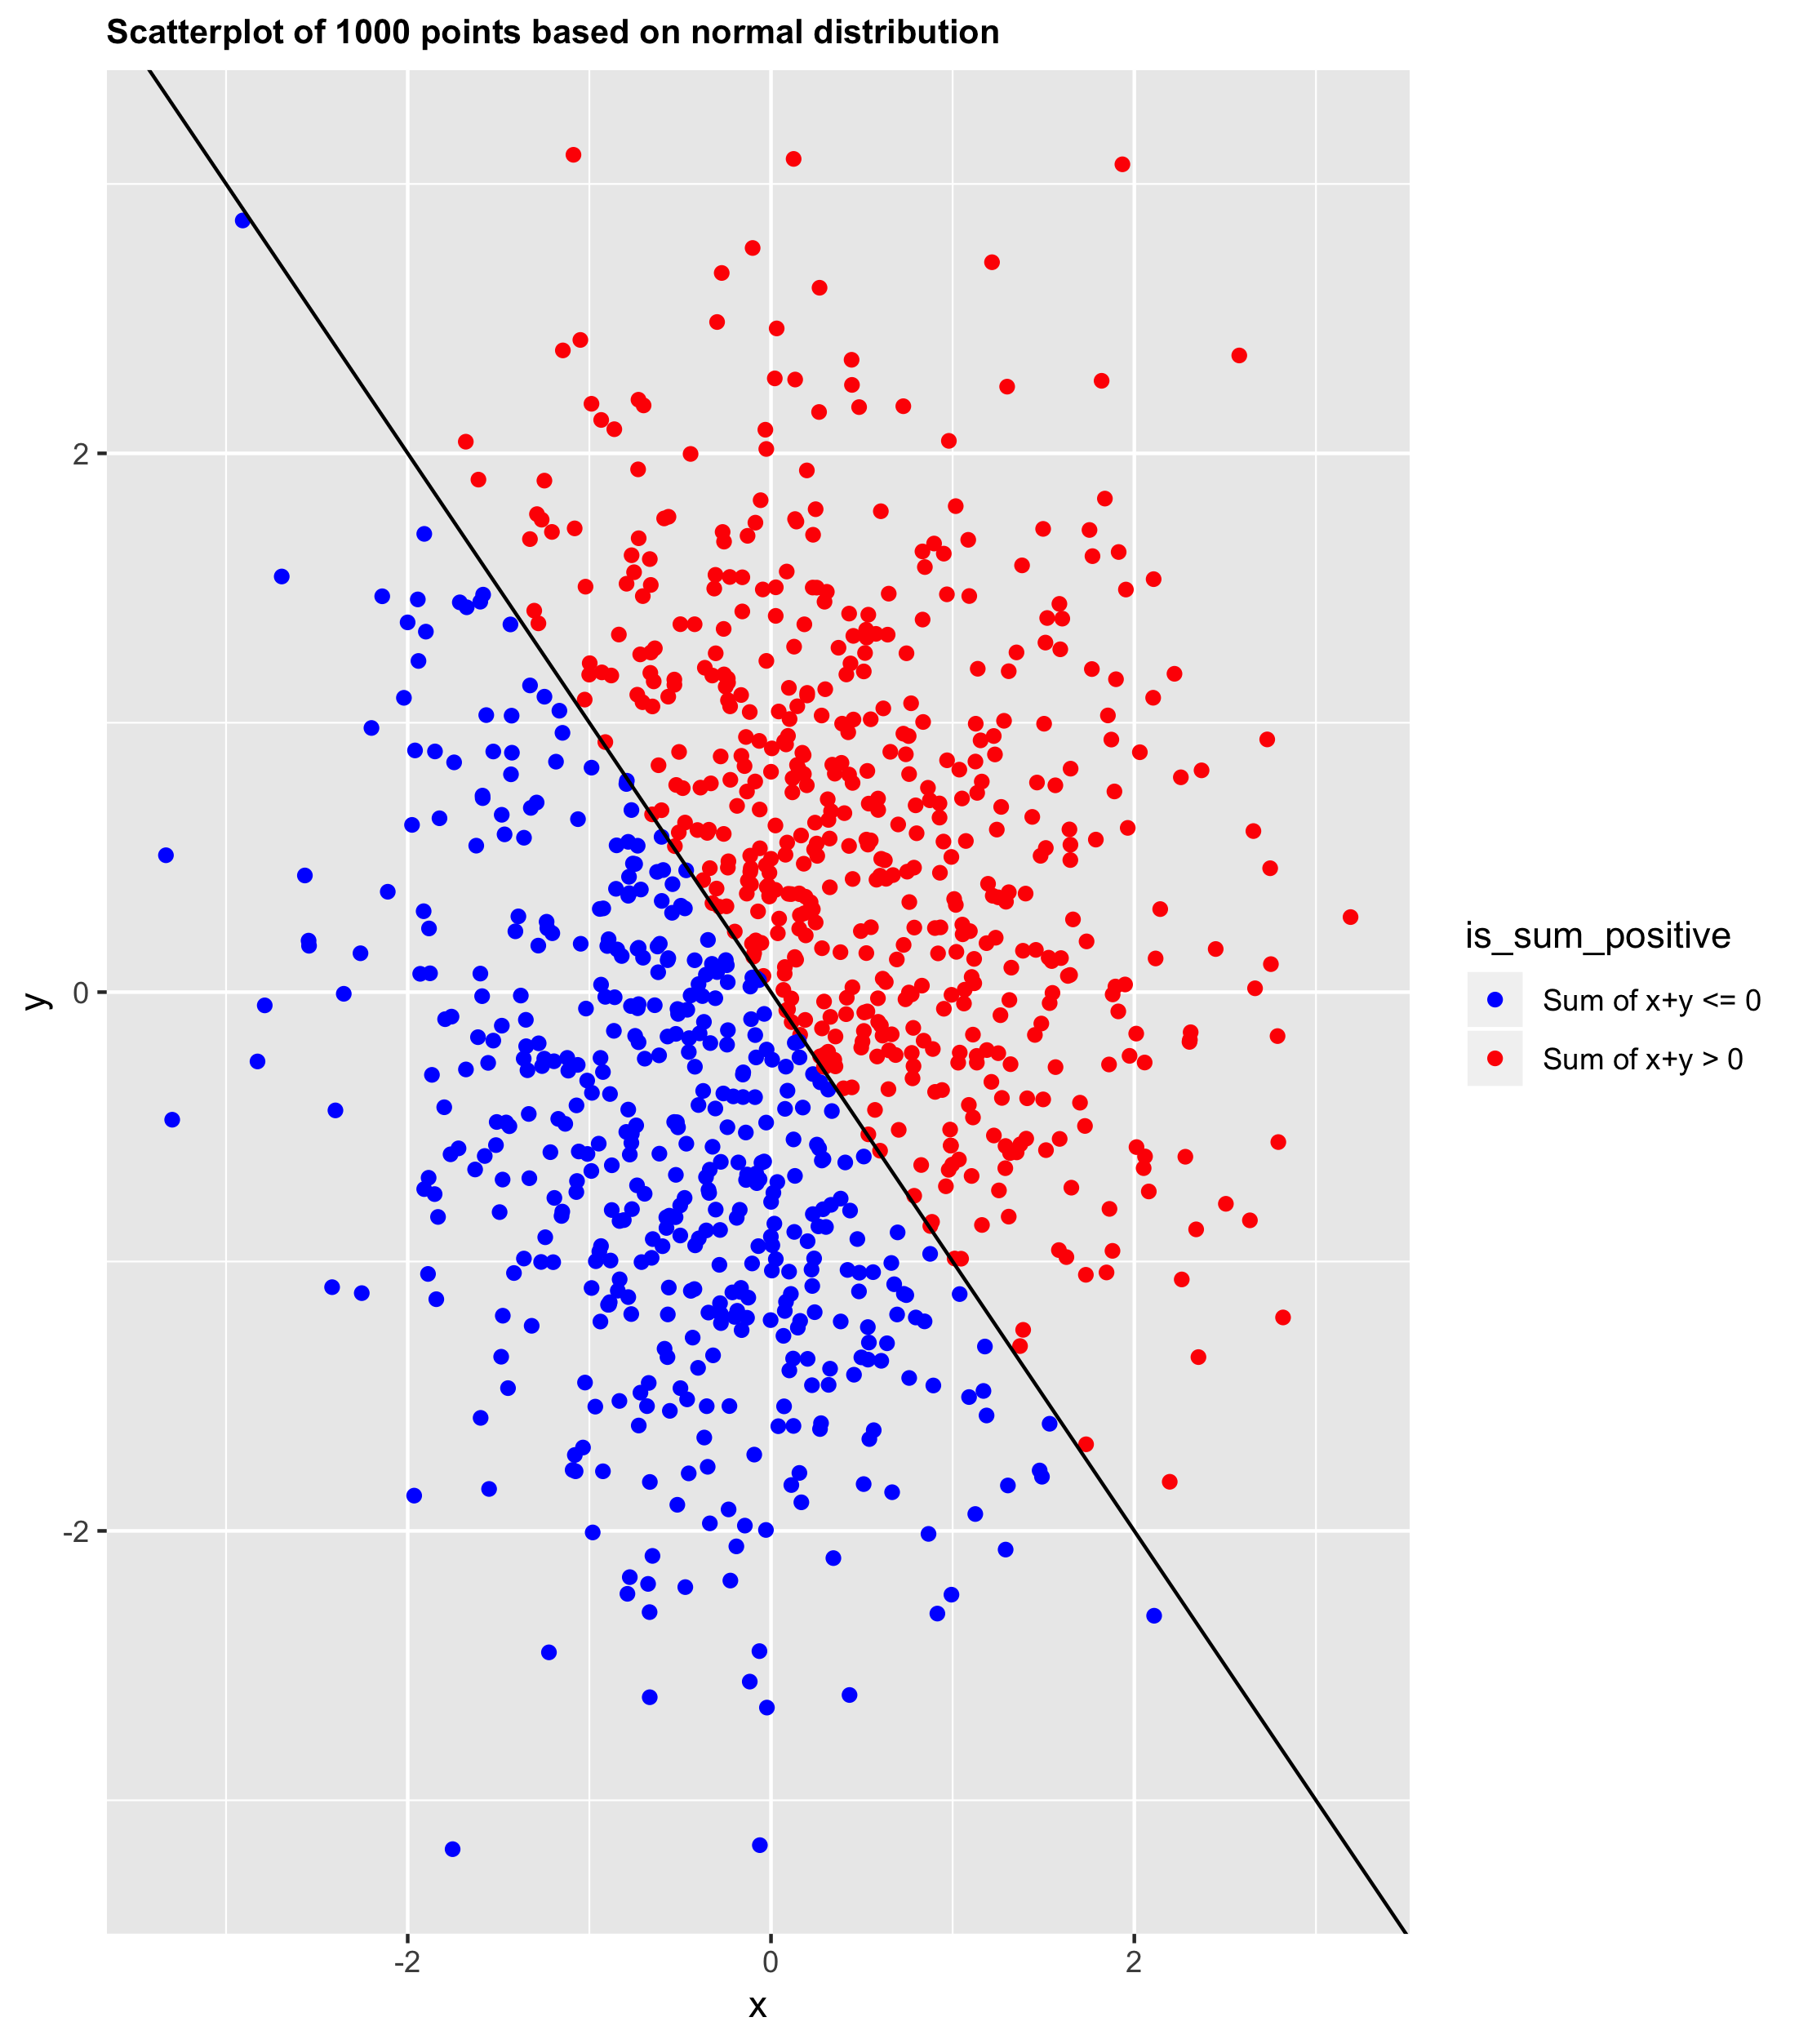 Scatterplot of 1000 points based on normal distribution
2
0
-2
y
-2
0
2
x
is_sum_positive
Sum of x+y <= 0
Sum of x+y > 0